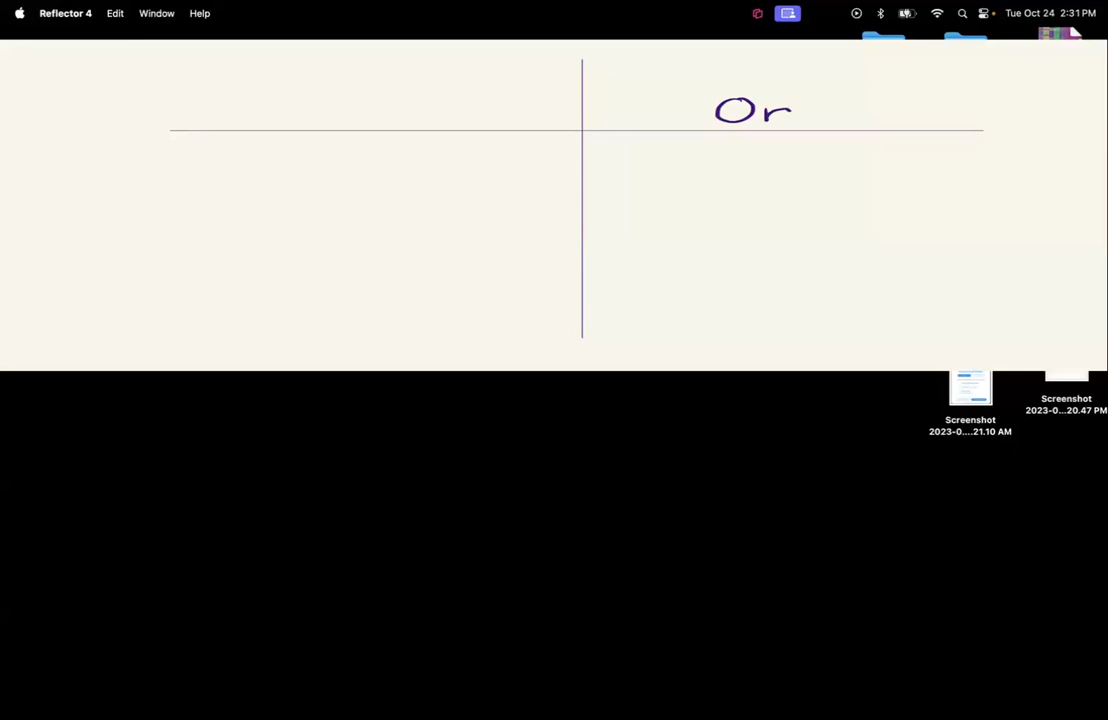 Reflector 4 Edit Window Help Tue Oct 24 2:31 PM
Or
Screenshot
2023-0...20.47 PM
Screenshot
2023-0....21.10 AM